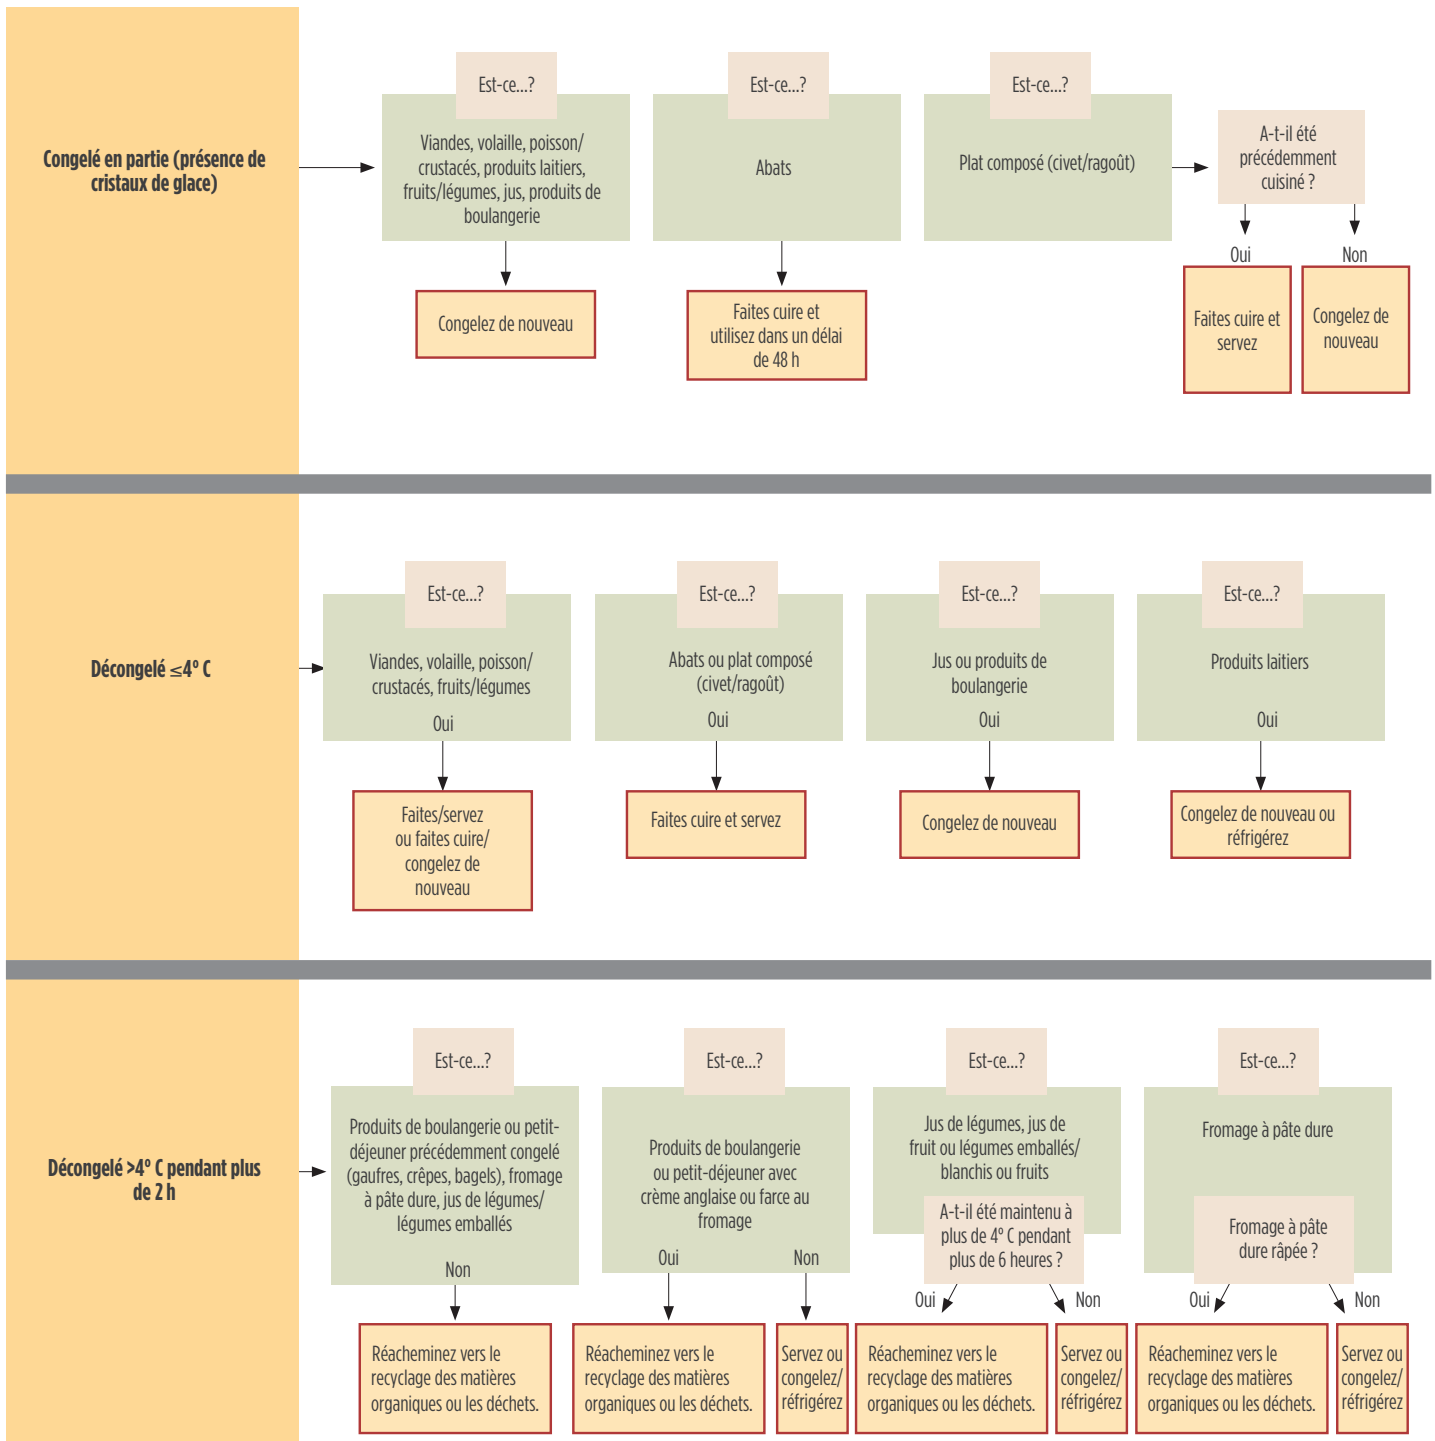 Congelé en partie (présence de
cristaux de glace)
Est-ce...?
Viandes, volaille, poisson/
crustacés, produits laitiers,
fruits/légumes, jus, produits de
boulangerie
Congelez de nouveau
Est-ce...?
Abats
Faites cuire et
utilisez dans un délai
de 48 h
Est-ce...?
Plat composé (civet/ragoût)
A-t-il été
précédemment
cuisiné ?
Oui
Faites cuire et
servez
Non
Congelez de
nouveau
Décongelé ≤4° C
Est-ce...?
Viandes, volaille, poisson/
crustacés, fruits/légumes
Oui
Faites/servez
ou faites cuire/
congelez de
nouveau
Est-ce...?
Abats ou plat composé
(civet/ragoût)
Oui
Faites cuire et servez
Est-ce...?
Jus ou produits de
boulangerie
Oui
Congelez de nouveau
Est-ce...?
Produits laitiers
Oui
Congelez de nouveau ou
réfrigérez
Décongelé >4° C pendant plus
de 2 h
Est-ce...?
Produits de boulangerie ou petit-
déjeuner précédemment congelé
(gaufres, crêpes, bagels), fromage
à pâte dure, jus de légumes/
légumes emballés
Non
Réacheminez vers le
recyclage des matières
organiques ou les déchets.
Est-ce...?
Produits de boulangerie
ou petit-déjeuner avec
crème anglaise ou farce au
fromage
Oui
Réacheminez vers le
recyclage des matières
organiques ou les déchets.
Non
Servez ou
congelez/
réfrigérez
Est-ce...?
Jus de légumes, jus de
fruit ou légumes emballés/
blanchis ou fruits
A-t-il été maintenu à
plus de 4° C pendant
plus de 6 heures ?
Oui
Réacheminez vers le
recyclage des matières
organiques ou les déchets.
Non
Servez ou
congelez/
réfrigérez
Est-ce...?
Fromage à pâte dure
Fromage à pâte
dure râpée ?
Oui
Réacheminez vers le
recyclage des matières
organiques ou les déchets.
Non
Servez ou
congelez/
réfrigérez